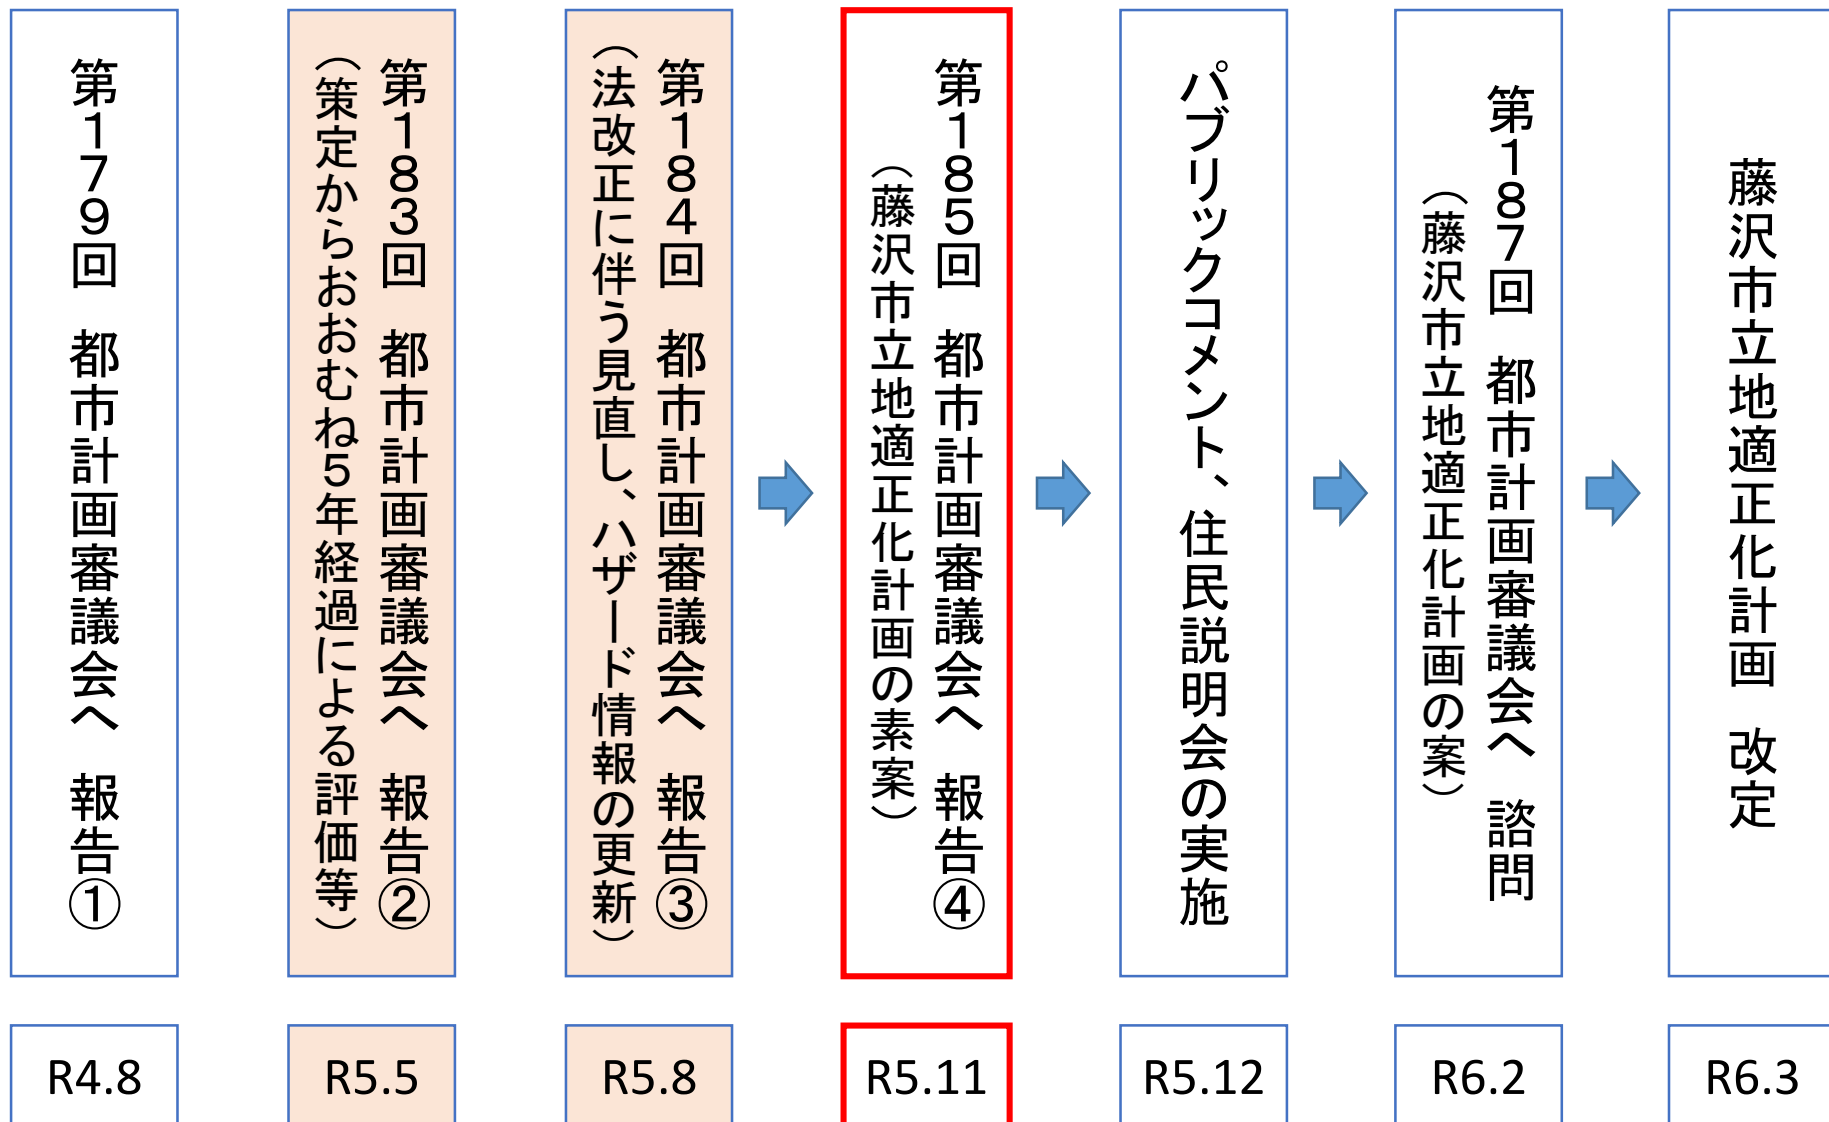 第１７９回　都市計画審議会へ　報告①
第１８３回　都市計画審議会へ　報告②
（策定からおおむね５年経過による評価等）
第１８４回　都市計画審議会へ　報告③
（法改正に伴う見直し、ハザード情報の更新）
第１８５回　都市計画審議会へ　報告④
（藤沢市立地適正化計画の素案）
パブリックコメント、住民説明会の実施
第１８７回　都市計画審議会へ　諮問
（藤沢市立地適正化計画の案）
藤沢市立地適正化計画　改定
R4.8
R5.5
R5.8
R5.11
R5.12
R6.2
R6.3